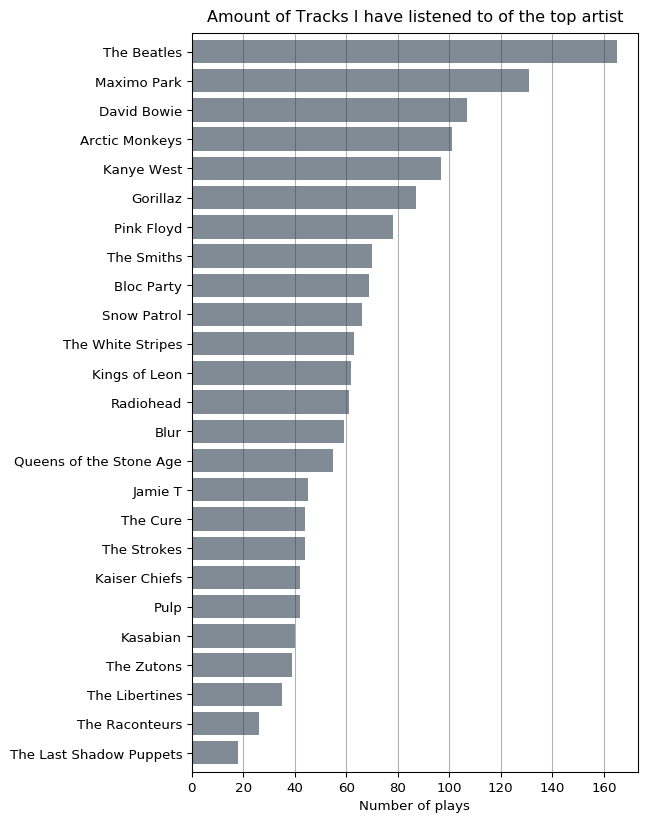 Amount of Tracks I have listened to of the top artist
The Beatles
Maximo Park
David Bowie
Arctic Monkeys
Kanye West
Gorillaz
Pink Floyd
The Smiths
Bloc Party
Snow Patrol
The White Stripes
Kings of Leon
Radiohead
Blur
Queens of the Stone Age
Jamie T
The Cure
The Strokes
Kaiser Chiefs
Pulp
Kasabian
The Zutons
The Libertines
The Raconteurs
The Last Shadow Puppets
0 20 40 60 80 100 120 140 160
Number of plays